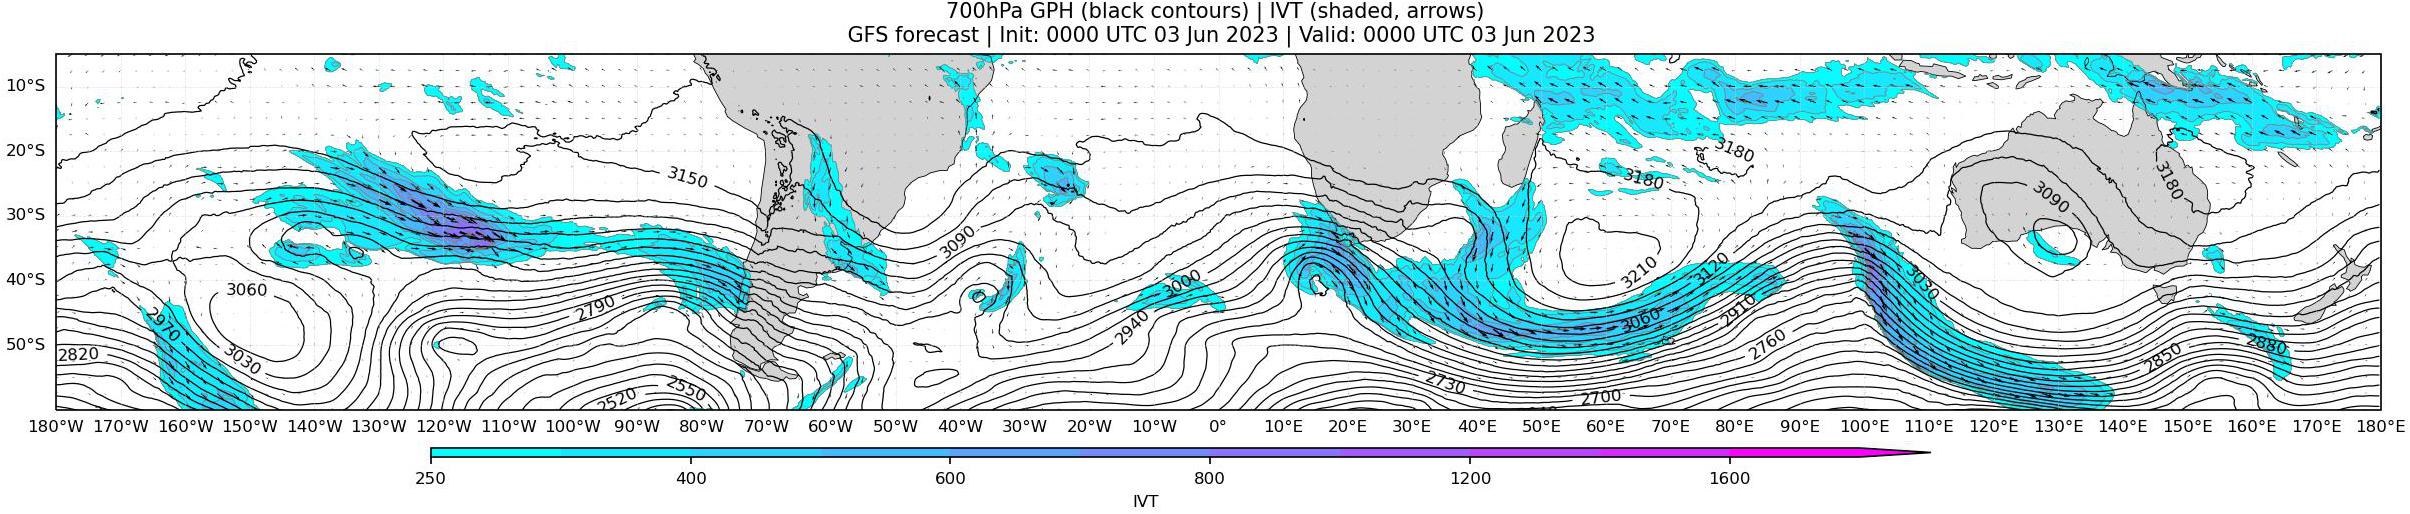 700hPa GPH (black contours) | IVT (shaded, arrows)
GFS forecast | Init: 0000 UTC 03 Jun 2023 | Valid: 0000 UTC 03 Jun 2023
10°S
20°S
30°S
40°S
50°S
3180
3180
3180
3150
3090
3090
3210
3120
3060
3000
3030
2970
2790
2940
2910
3060
2820
3030
2760
2880
2850
2550
2520
2730
2700
180°W 170°W 160°W 150°W 140°W 130°W 120°W 110°W 100°W 90°W 80°W 70°W 60°W 50°W 40°W 30°W 20°W 10°W 0° 10°E 20°E 30°E 40°E 50°E 60°E 70°E 80°E 90°E 100°E 110°E 120°E 130°E 140°E 150°E 160°E 170°E 180°E
250 400 600 800 1200 1600
IVT